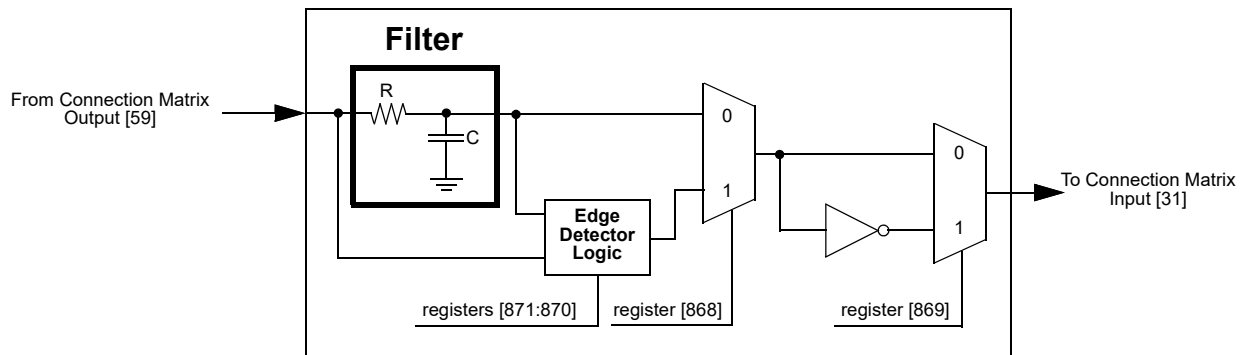 Filter
R
C
From Connection Matrix
Output [59]
0
1
Edge
Detector
Logic
0
1
To Connection Matrix
Input [31]
registers [871:870]
register [868]
register [869]